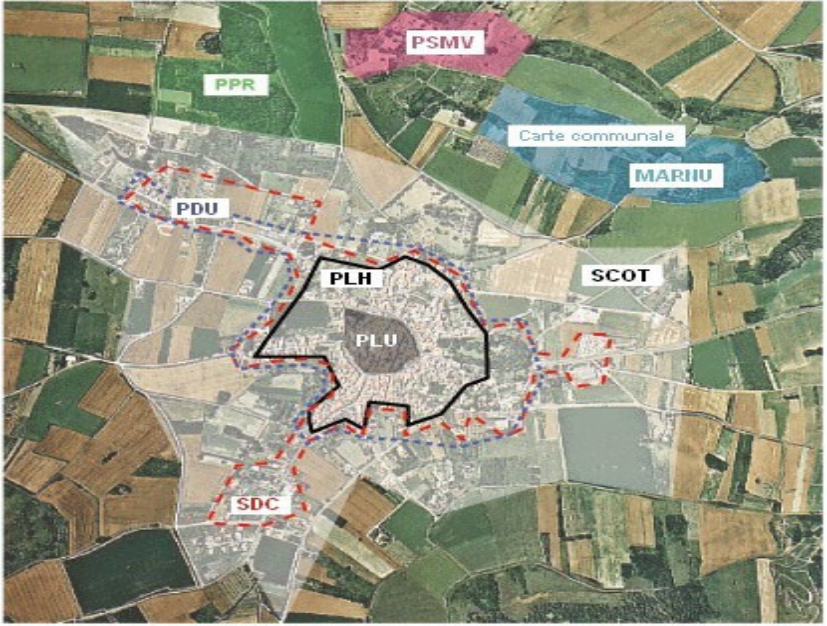 PSMV
PPR
Carte communale
MARNU
PDU
SCOT
PLH
PLU
SDC